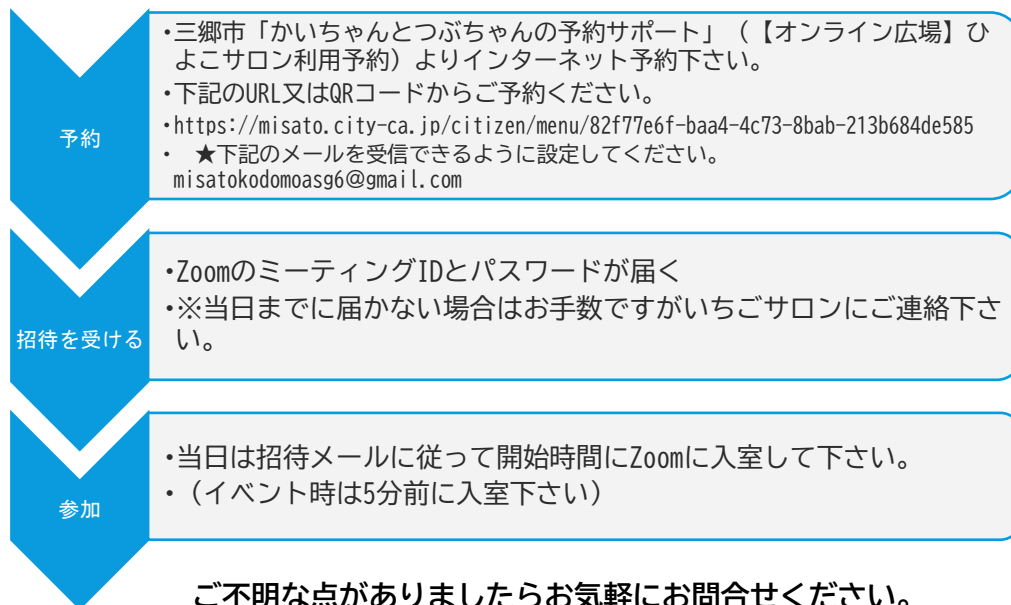 ・三郷市「かいちゃんとつぶちゃんの予約サポート」（【オンライン広場】ひ
よこサロン利用予約）よりインターネット予約下さい。
・下記のURL又はQRコードからご予約ください。
予約
・https://misato.city-ca.jp/citizen/menu/82f77e6f-baa4-4c73-8bab-213b684de585
・　★下記のメールを受信できるように設定してください。
misatokodomoasg6@gmail.com
・ZoomのミーティングIDとパスワードが届く
・※当日までに届かない場合はお手数ですがいちごサロンにご連絡下さ
い。
招待を受ける
・当日は招待メールに従って開始時間にZoomに入室して下さい。
・（イベント時は5分前に入室下さい）
参加
ご不明な点がありましたらお気軽にお問合せください。